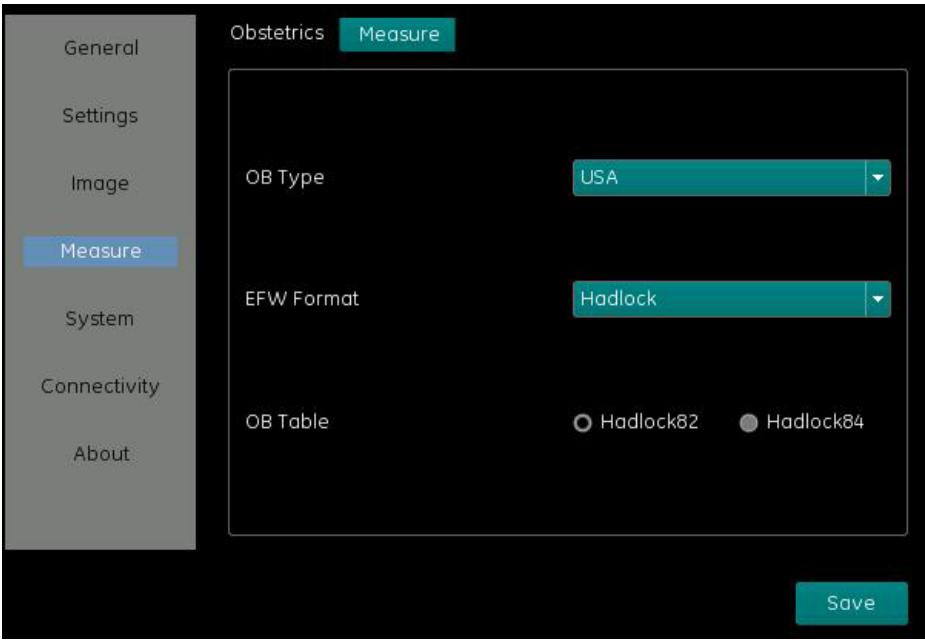 General
Settings
Image
Measure
System
Connectivity
About
Obstetrics Measure
OB Type USA
EFW Format Hadlock
OB Table Hadlock82 Hadlock84
Save